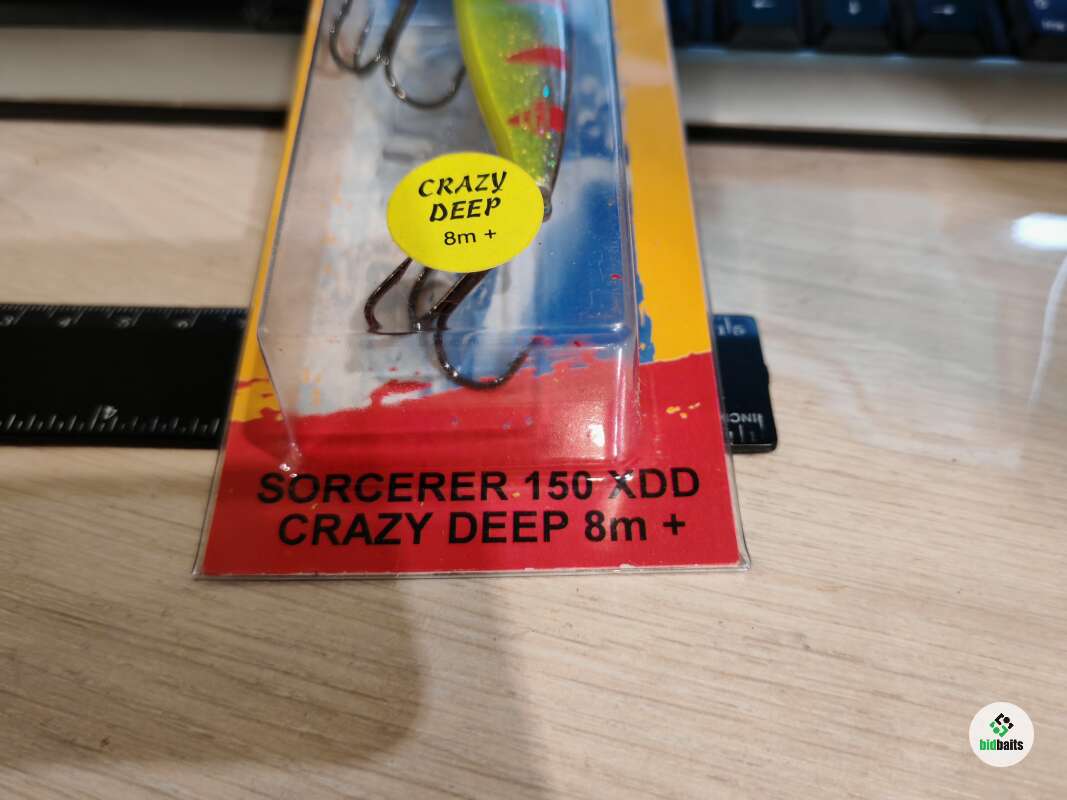 CRAZY
DEEP
8m +
SORCERER 150 XDD
CRAZY DEEP 8m +
bidbaits